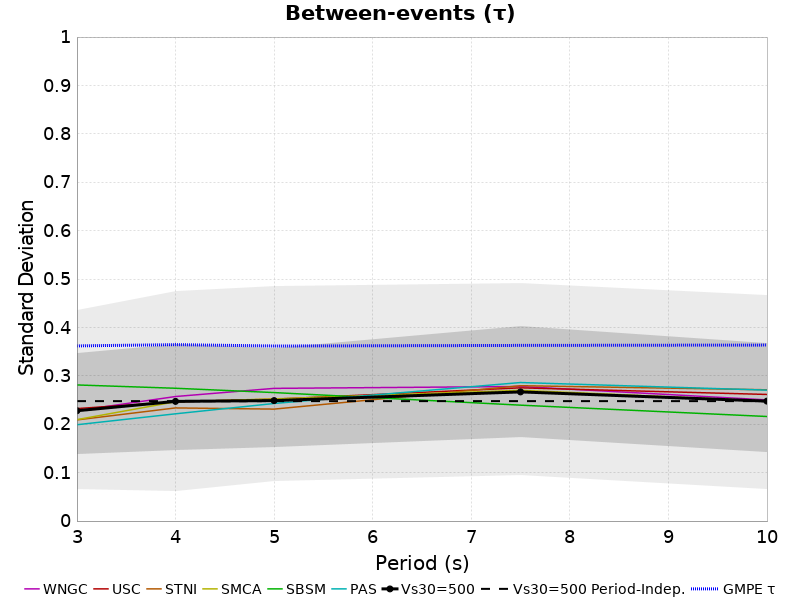 Between-events (τ)
Standard Deviation
1
0.9
0.8
0.7
0.6
0.5
0.4
0.3
0.2
0.1
0
3 4 5 6 7 8 9 10
Period (s)
WNGC USC STNI SMCA SBSM PAS Vs30=500 Vs30=500 Period-Indep. GMPE τ